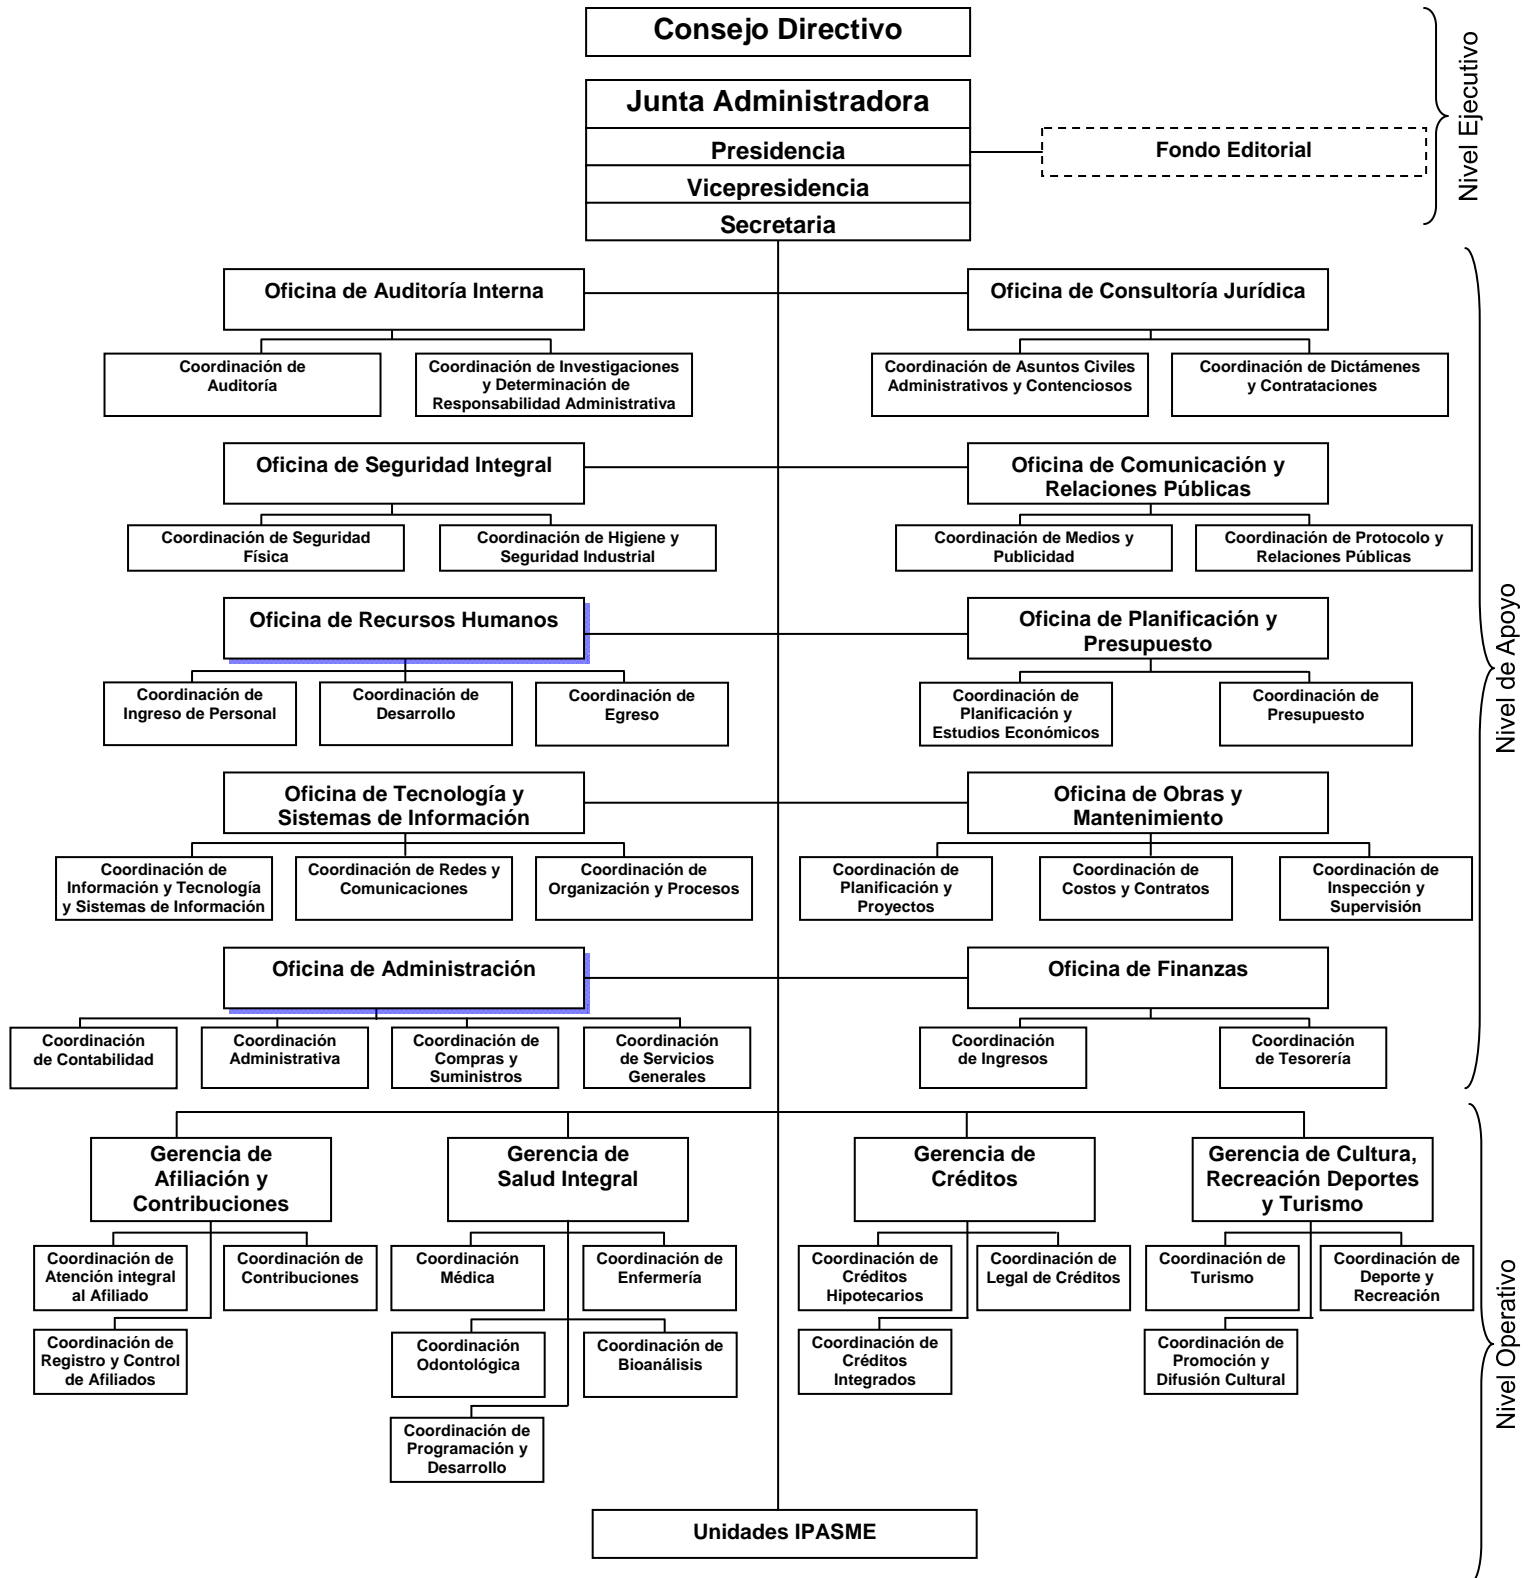 Consejo Directivo
Junta Administradora
Presidencia
Fondo Editorial
Vicepresidencia
Secretaria
Nivel Ejecutivo
Oficina de Auditoría Interna
Oficina de Consultoría Jurídica
Coordinación de
Auditoría
Coordinación de Investigaciones
y Determinación de
Responsabilidad Administrativa
Coordinación de Asuntos Civiles
Administrativos y Contenciosos
Coordinación de Dictámenes
y Contrataciones
Oficina de Seguridad Integral
Oficina de Comunicación y
Relaciones Públicas
Coordinación de Seguridad
Física
Coordinación de Higiene y
Seguridad Industrial
Coordinación de Medios y
Publicidad
Coordinación de Protocolo y
Relaciones Públicas
Oficina de Recursos Humanos
Oficina de Planificación y
Presupuesto
Coordinación de
Ingreso de Personal
Coordinación de
Desarrollo
Coordinación de
Egreso
Coordinación de
Planificación y
Estudios Económicos
Coordinación de
Presupuesto
Nivel de Apoyo
Oficina de Tecnología y
Sistemas de Información
Oficina de Obras y
Mantenimiento
Coordinación de
Información y Tecnología
y Sistemas de Información
Coordinación de Redes y
Comunicaciones
Coordinación de
Organización y Procesos
Coordinación de
Planificación y
Proyectos
Coordinación de
Costos y Contratos
Coordinación de
Inspección y
Supervisión
Oficina de Administración
Oficina de Finanzas
Coordinación
de Contabilidad
Coordinación
Administrativa
Coordinación de
Compras y
Suministros
Coordinación
de Servicios
Generales
Coordinación
de Ingresos
Coordinación
de Tesorería
Gerencia de
Afiliación y
Contribuciones
Gerencia de
Salud Integral
Gerencia de
Créditos
Gerencia de Cultura,
Recreación Deportes
y Turismo
Coordinación de
Atención integral
al Afiliado
Coordinación de
Contribuciones
Coordinación
Médica
Coordinación de
Enfermería
Coordinación de
Créditos
Hipotecarios
Coordinación de
Legal de Créditos
Coordinación de
Turismo
Coordinación de
Deporte y
Recreación
Coordinación de
Registro y Control
de Afiliados
Coordinación
Odontológica
Coordinación de
Bioanálisis
Coordinación de
Créditos
Integrados
Coordinación de
Promoción y
Difusión Cultural
Coordinación de
Programación y
Desarrollo
Nivel Operativo
Unidades IPASME